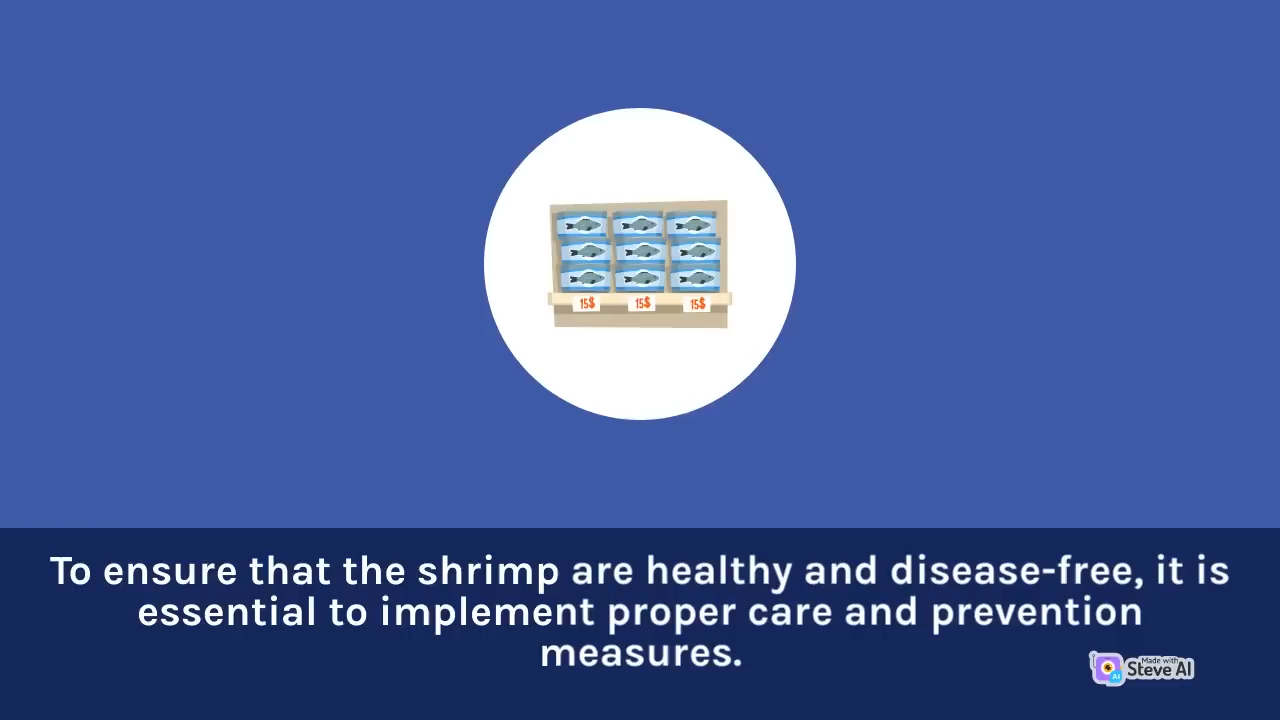 15$ 15$ 15$
To ensure that the shrimp are healthy and disease-free, it is
essential to implement proper care and prevention
measures.
Made with
Steve AI
AI